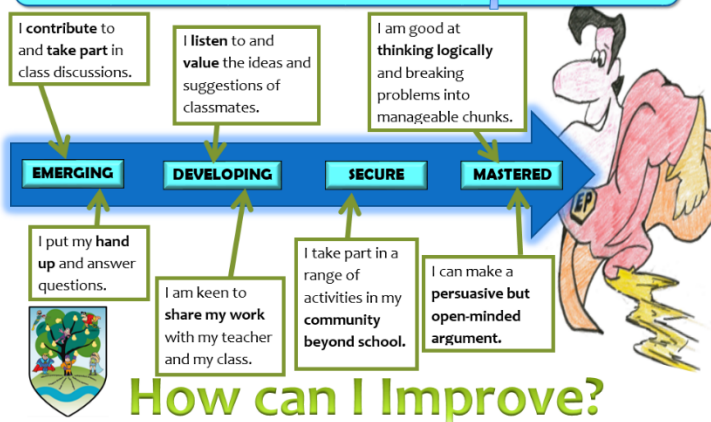 I contribute to
and take part in
class discussions.
I listen to and
value the ideas and
suggestions of
classmates.
I am good at
thinking logically
and breaking
problems into
manageable chunks.
EMERGING
DEVELOPING
SECURE
MASTERED
EP
I put my hand
up and answer
questions.
I am keen to
share my work
with my teacher
and my class.
I take part in a
range of
activities in my
community
beyond school.
I can make a
persuasive but
open-minded
argument.
How can I Improve?